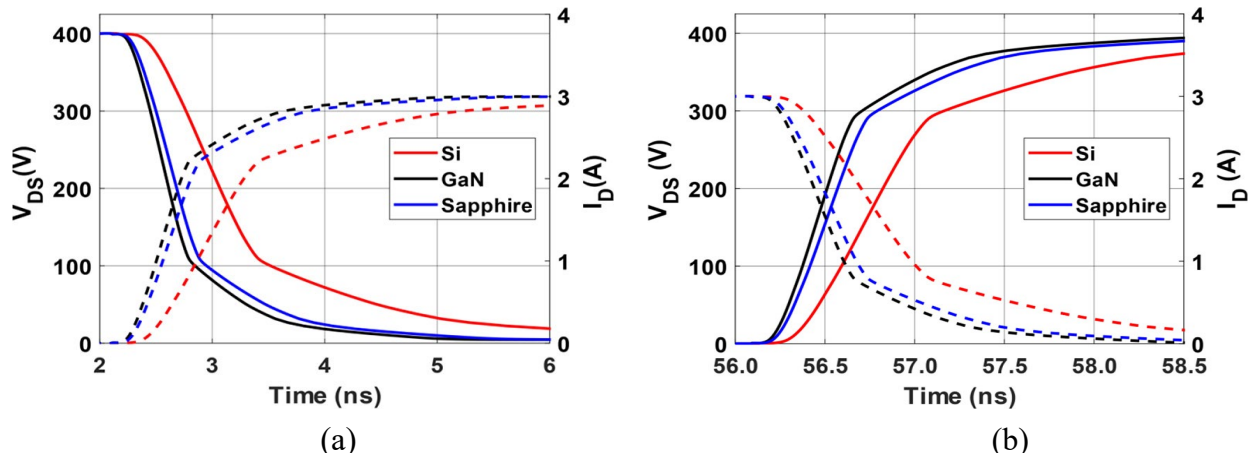 400
300
200
100
0
V_DS(V)
4
3
2
1
0
I_D(A)
Si
GaN
Sapphire
2 3 4 5 6
Time (ns)
(a)
400
300
200
100
0
V_DS (V)
4
3
2
1
0
I_D(A)
Si
GaN
Sapphire
56.0 56.5 57.0 57.5 58.0 58.5
Time (ns)
(b)